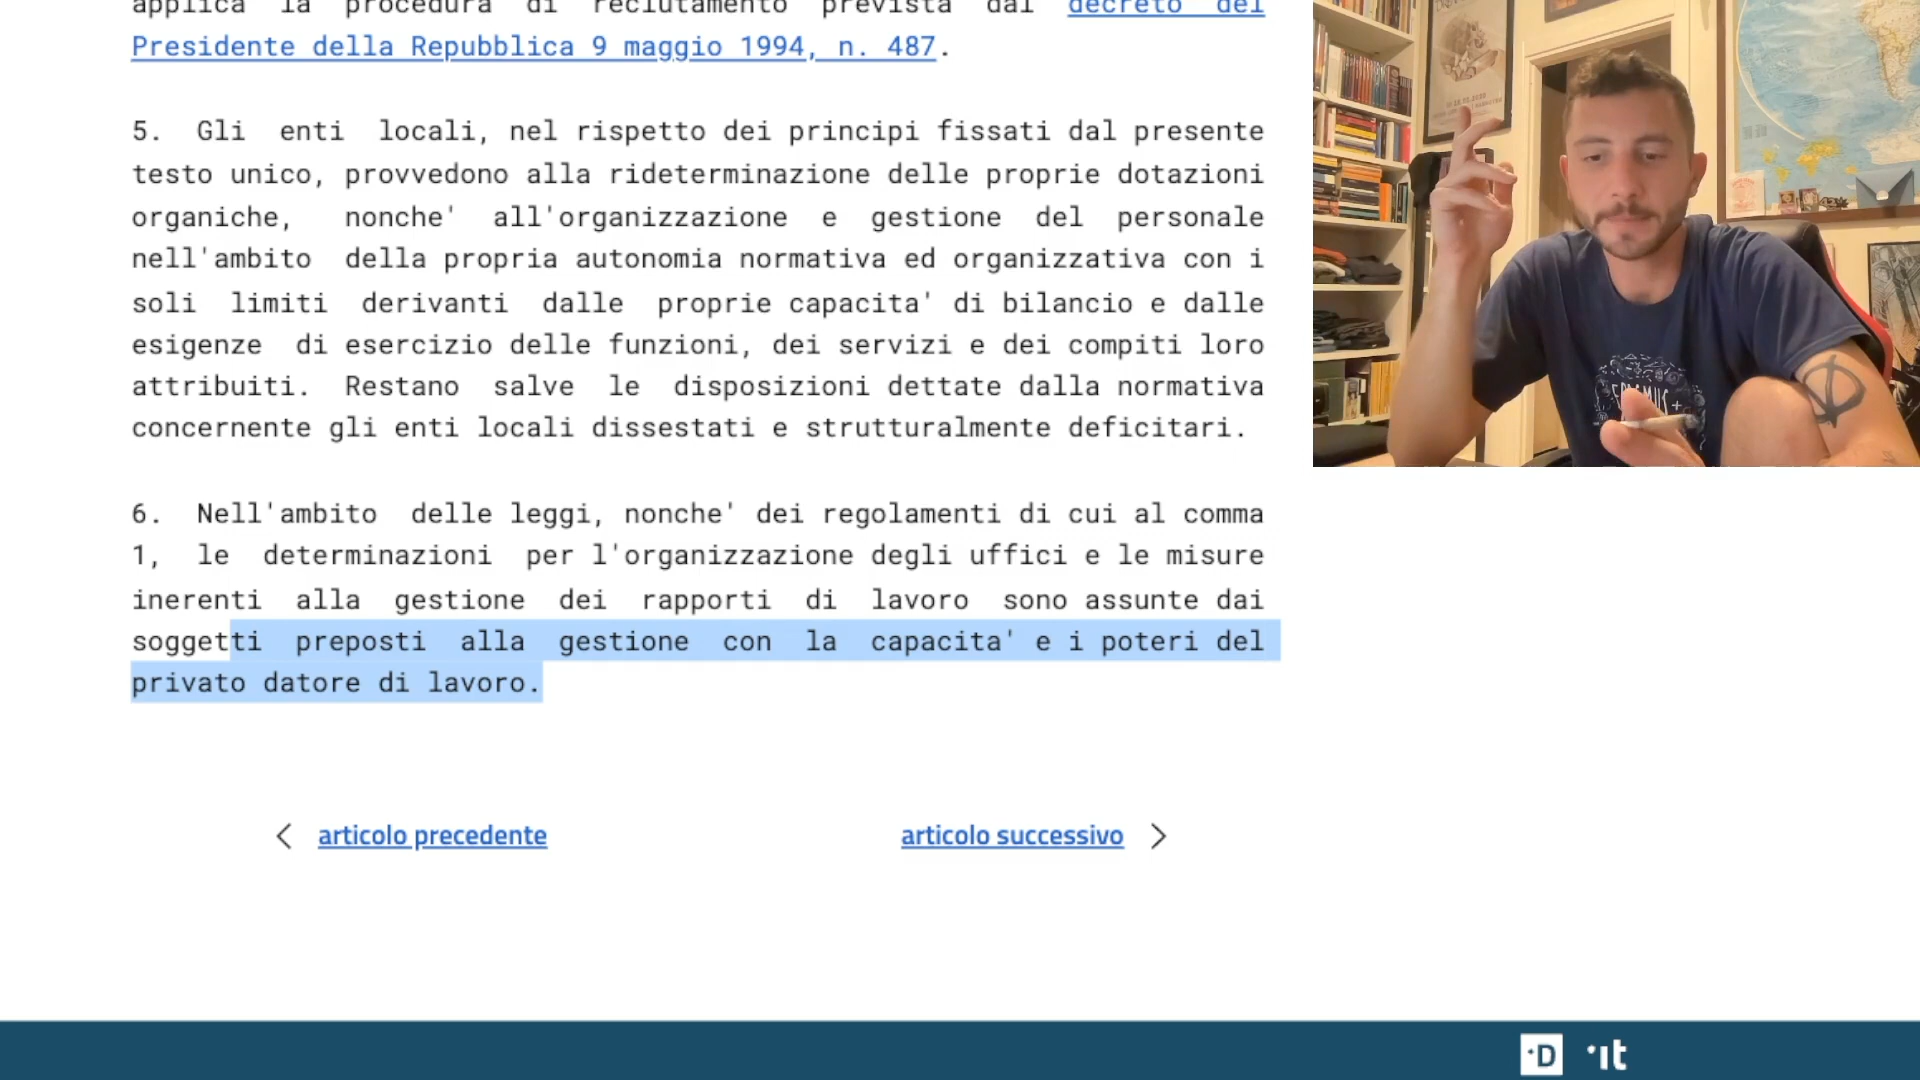 applica la procedura di reclutamento prevista dal decreto del
Presidente della Repubblica 9 maggio 1994, n. 487.
5. Gli enti locali, nel rispetto dei principi fissati dal presente
testo unico, provvedono alla rideterminazione delle proprie dotazioni
organiche, nonche' all'organizzazione e gestione del personale
nell'ambito della propria autonomia normativa ed organizzativa con i
soli limiti derivanti dalle proprie capacita' di bilancio e dalle
esigenze di esercizio delle funzioni, dei servizi e dei compiti loro
attribuiti. Restano salve le disposizioni dettate dalla normativa
concernente gli enti locali dissestati e strutturalmente deficitari.
6. Nell'ambito delle leggi, nonche' dei regolamenti di cui al comma
1, le determinazioni per l'organizzazione degli uffici e le misure
inerenti alla gestione dei rapporti di lavoro sono assunte dai
soggetti preposti alla gestione con la capacita' e i poteri del
privato datore di lavoro.
articolo precedente
articolo successivo
D
it